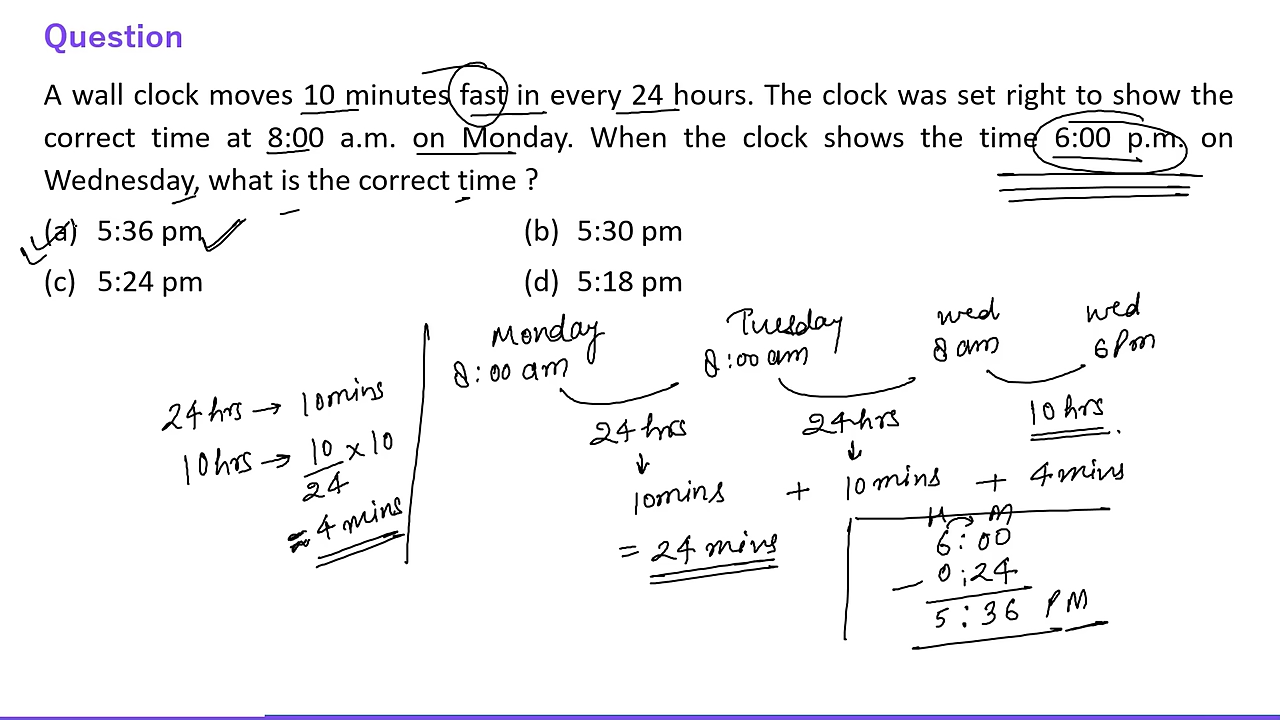 Question
A wall clock moves 10 minutes fast in every 24 hours. The clock was set right to show the
correct time at 8:00 a.m. on Monday. When the clock shows the time 6:00 p.m. on
Wednesday, what is the correct time ?
(a) 5:36 pm (b) 5:30 pm
(c) 5:24 pm (d) 5:18 pm
24 hrs → 10 mins
10 hrs → 10/24 × 10
≈ 4 mins
Monday Tuesday wed wed
8:00 am 8:00 am 8 am 6 Pm
24 hrs 24 hrs 10 hrs
↓ ↓
10 mins + 10 mins + 4 mins
= 24 mins
H M
6:00
- 0:24
5:36 PM